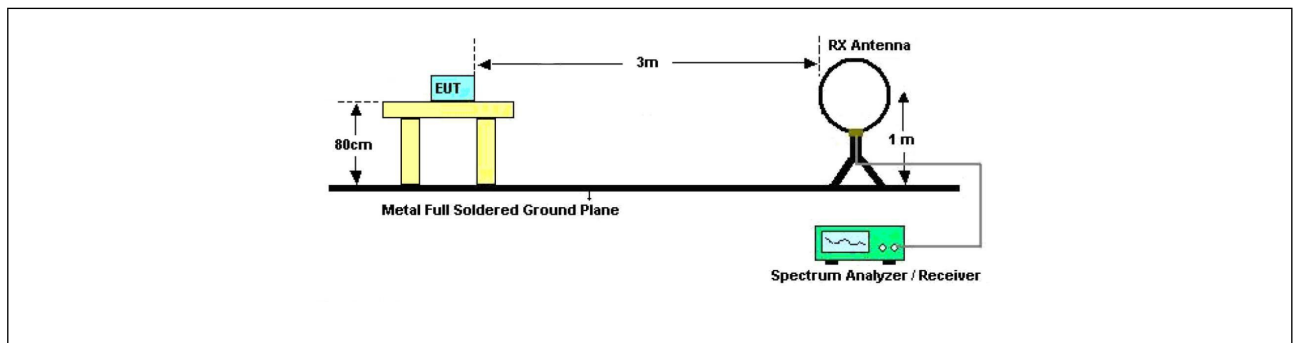 RX Antenna
3m
EUT
80cm
1 m
Metal Full Soldered Ground Plane
Spectrum Analyzer / Receiver